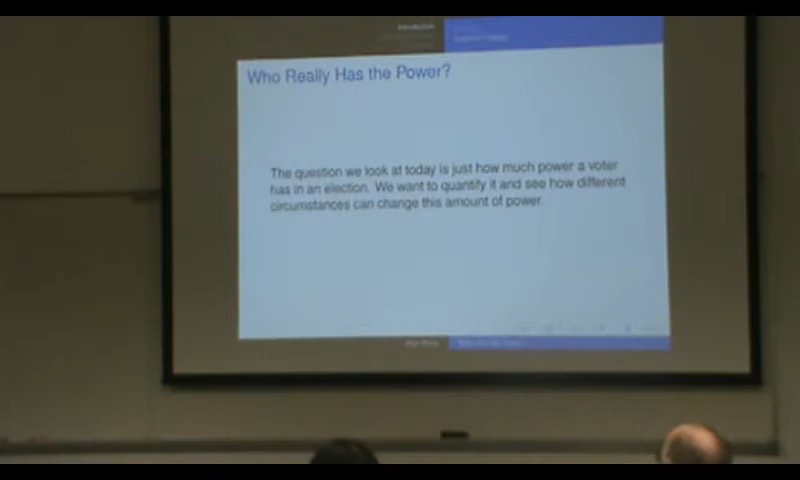 Introduction
Who Really Has the Power?
The question we look at today is just how much power a voter
has in an election. We want to quantify it and see how different
circumstances can change this amount of power.